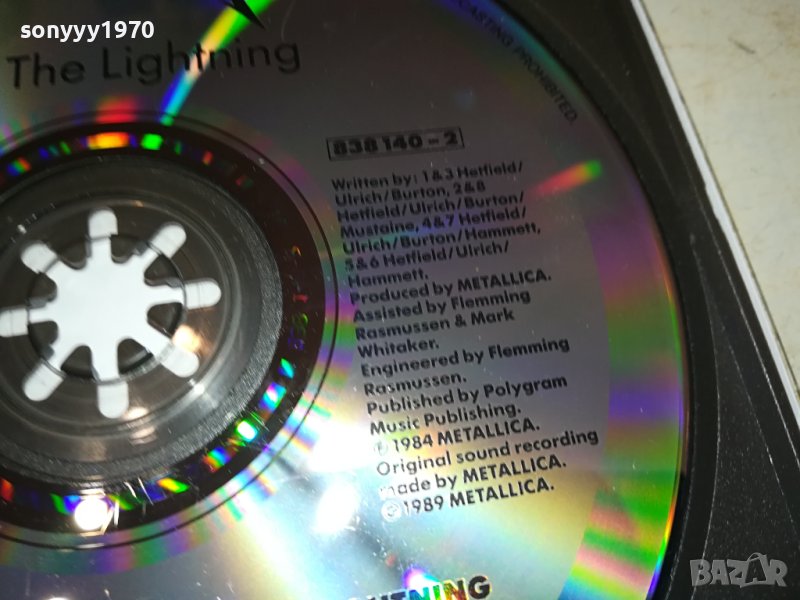 sonyyy1970
The Lightning
CASTING PROHIBITED.
838 140-2
Written by: 1&3 Hetfield/
Ulrich/Burton, 2&8
Hetfield/Ulrich/Burton/
Mustaine, 4&7 Hetfield/
Ulrich/Burton/Hammett,
5&6 Hetfield/Ulrich/
Hammett.
Produced by METALLICA.
Assisted by Flemming
Rasmussen & Mark
Whitaker.
Engineered by Flemming
Rasmussen.
Published by Polygram
Music Publishing.
℗ 1984 METALLICA.
Original sound recording
made by METALLICA.
© 1989 METALLICA.
BAZAR